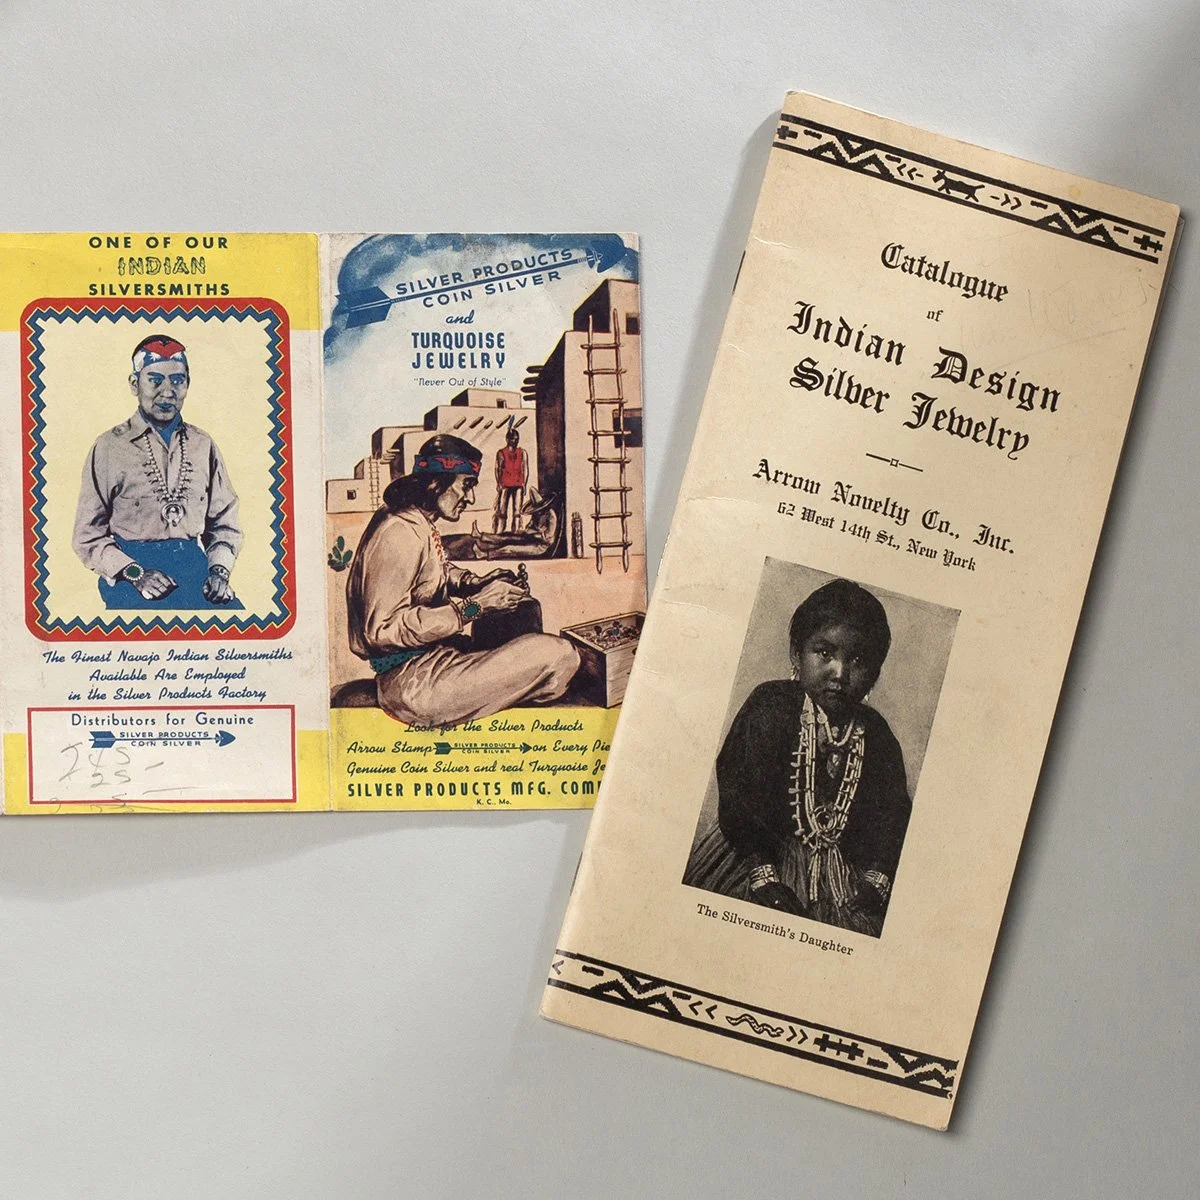 ONE OF OUR
INDIAN
SILVERSMITHS
The Finest Navajo Indian Silversmiths
Available Are Employed
in the Silver Products Factory
Distributors for Genuine
SILVER PRODUCTS
COIN SILVER
245
25 -
SILVER PRODUCTS
COIN SILVER
and
TURQUOISE
JEWELRY
"Never Out of Style"
Look for the Silver Products
Arrow Stamp SILVER PRODUCTS COIN SILVER on Every Pie
Genuine Coin Silver and real Turquoise Je
SILVER PRODUCTS MFG. COM
K. C., Mo.
Catalogue
of
Indian Design
Silver Jewelry
Arrow Novelty Co., Inc.
62 West 14th St., New York
The Silversmith's Daughter